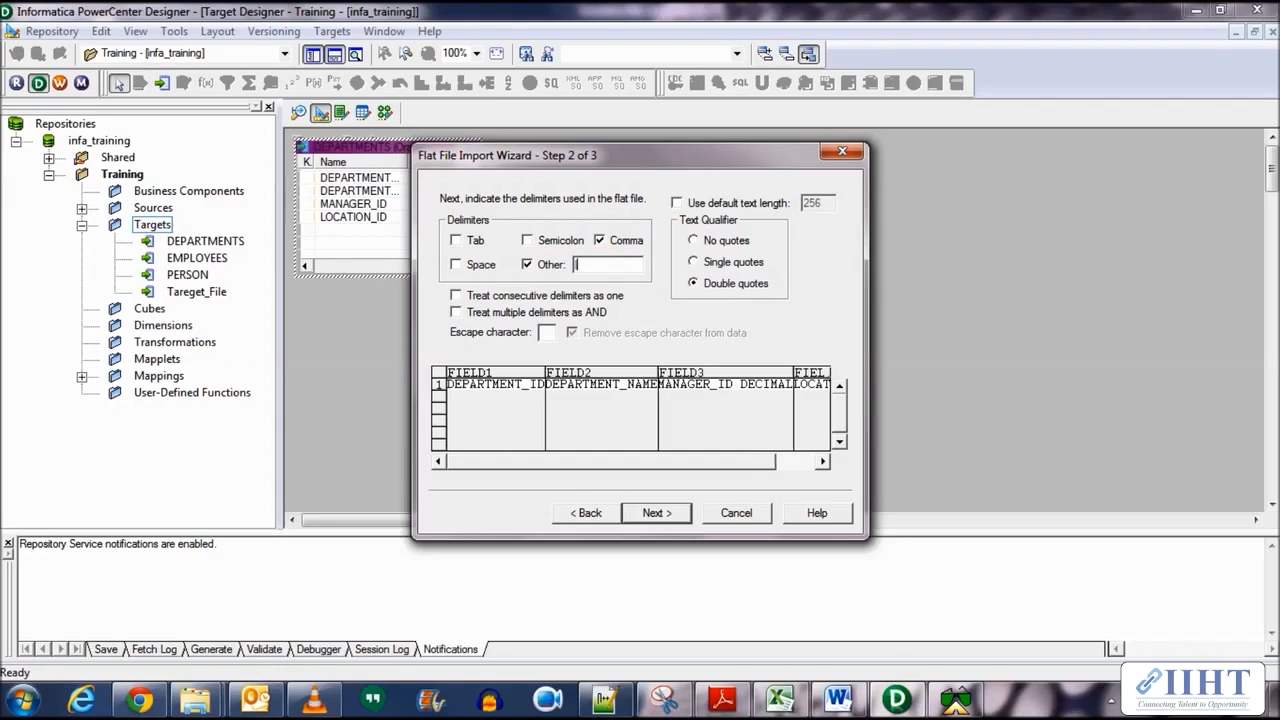 Informatica PowerCenter Designer - [Target Designer - Training - [infa_training]]
Repository Edit View Tools Layout Versioning Targets Window Help
Training - [infa_training]
100%
Repositories
infa_training
Shared
Training
Business Components
Sources
Targets
DEPARTMENTS
EMPLOYEES
PERSON
Tareget_File
Cubes
Dimensions
Transformations
Mapplets
Mappings
User-Defined Functions
K Name
DEPARTMENT...
DEPARTMENT...
MANAGER_ID
LOCATION_ID
Flat File Import Wizard - Step 2 of 3
Next, indicate the delimiters used in the flat file.
Use default text length: 256
Delimiters
Tab Semicolon Comma
Space Other:
Text Qualifier
No quotes
Single quotes
Double quotes
Treat consecutive delimiters as one
Treat multiple delimiters as AND
Escape character: Remove escape character from data
FIELD1 FIELD2 FIELD3 FIEL
1 DEPARTMENT_ID DEPARTMENT_NAME MANAGER_ID DECIMAL LOCAT
< Back Next > Cancel Help
Repository Service notifications are enabled.
Save Fetch Log Generate Validate Debugger Session Log Notifications
Ready
IIHT
Connecting Talent to Opportunity